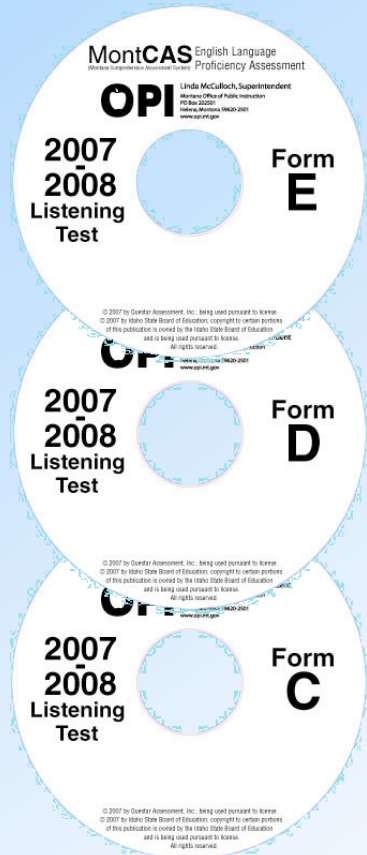 MontCAS English Language
(Montana Comprehensive Assessment System) Proficiency Assessment
OPI Linda McCulloch, Superintendent
Montana Office of Public Instruction
PO Box 202501
Helena, Montana 59620-2501
www.opi.mt.gov
2007
-
2008
Listening
Test
Form
E
© 2007 by Questar Assessment, Inc.; being used pursuant to license.
© 2007 by Idaho State Board of Education; copyright to certain portions
of this publication is owned by the Idaho State Board of Education
and is being used pursuant to license.
All rights reserved.
OPI
Helena, Montana 59620-2501
www.opi.mt.gov
2007
-
2008
Listening
Test
Form
D
© 2007 by Questar Assessment, Inc.; being used pursuant to license.
© 2007 by Idaho State Board of Education; copyright to certain portions
of this publication is owned by the Idaho State Board of Education
and is being used pursuant to license.
All rights reserved.
OPI
Helena, Montana 59620-2501
www.opi.mt.gov
2007
-
2008
Listening
Test
Form
C
© 2007 by Questar Assessment, Inc.; being used pursuant to license.
© 2007 by Idaho State Board of Education; copyright to certain portions
of this publication is owned by the Idaho State Board of Education
and is being used pursuant to license.
All rights reserved.